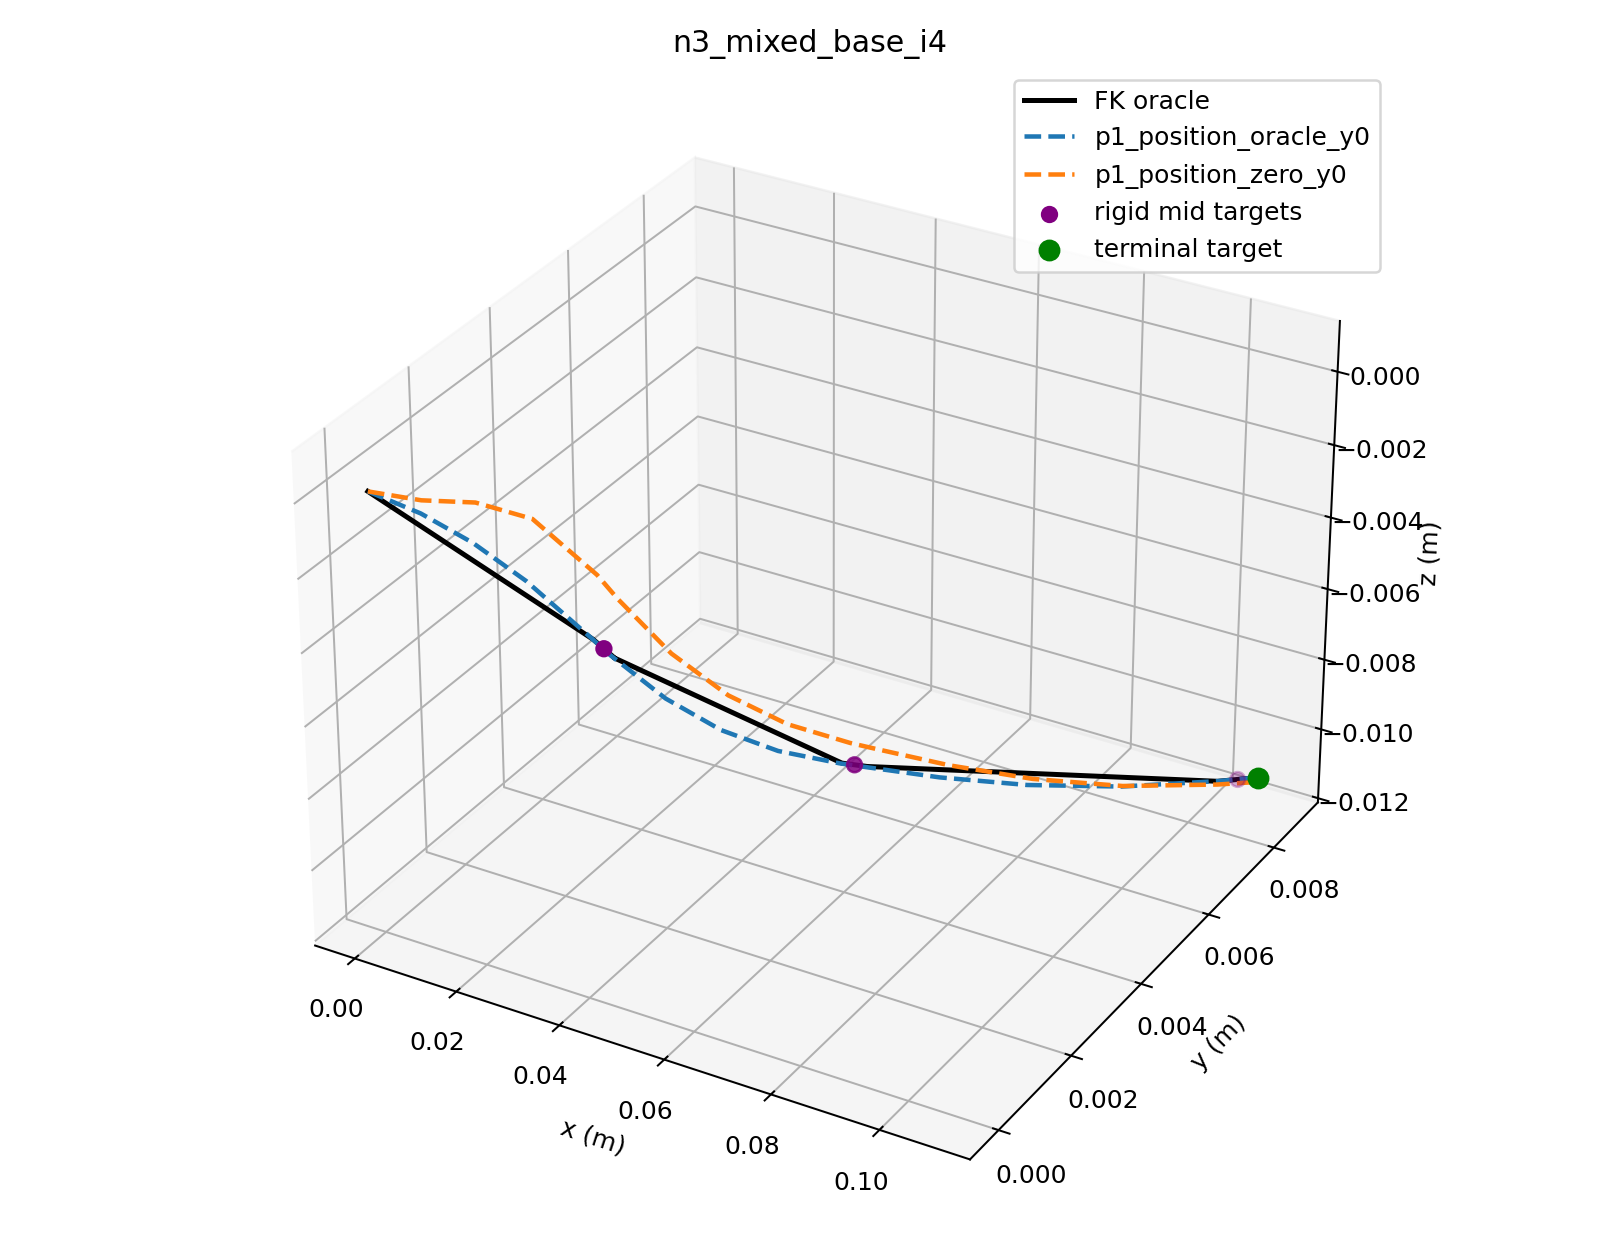 n3_mixed_base_i4
FK oracle
p1_position_oracle_y0
p1_position_zero_y0
rigid mid targets
terminal target
0.000
−0.002
−0.004
−0.006
−0.008
−0.010
−0.012
z (m)
0.008
0.006
0.004
0.002
0.000
y (m)
0.00
0.02
0.04
0.06
0.08
0.10
x (m)